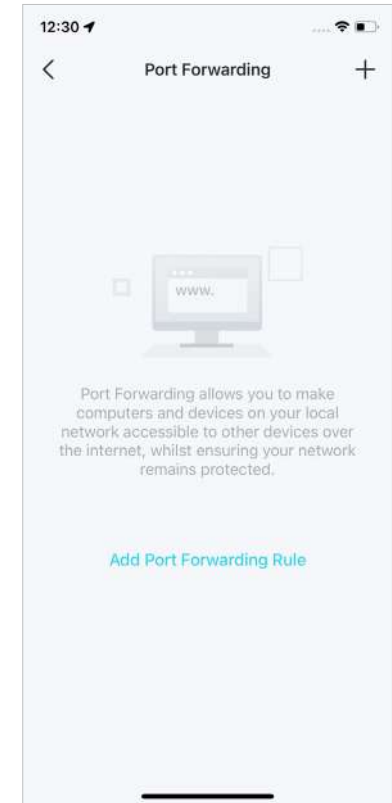 12:30
Port Forwarding
www.
Port Forwarding allows you to make
computers and devices on your local
network accessible to other devices over
the internet, whilst ensuring your network
remains protected.
Add Port Forwarding Rule